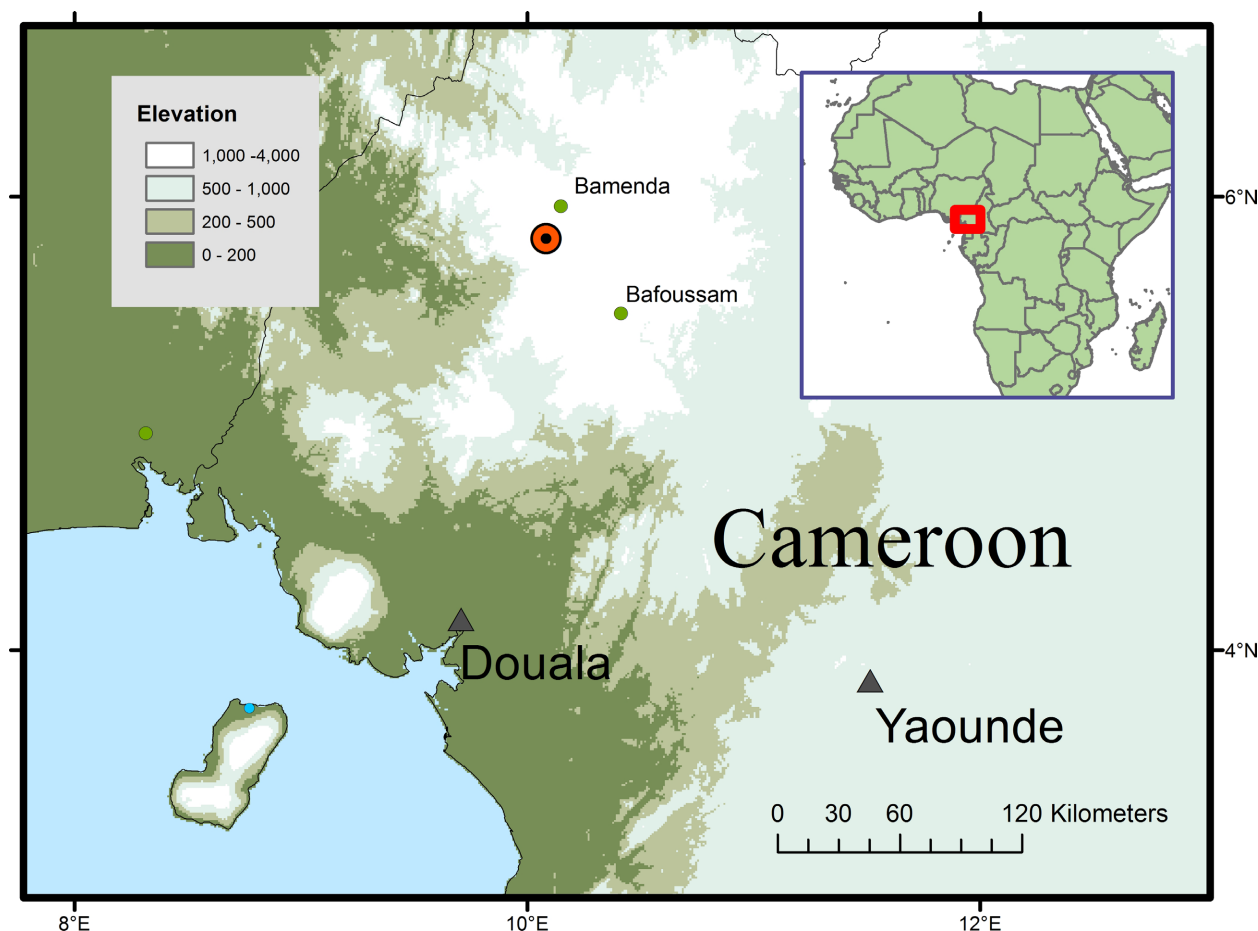 Elevation
1,000 -4,000
500 - 1,000
200 - 500
0 - 200
Bamenda
6°N
Bafoussam
Cameroon
4°N
Douala
Yaounde
0 30 60 120 Kilometers
8°E 10°E 12°E